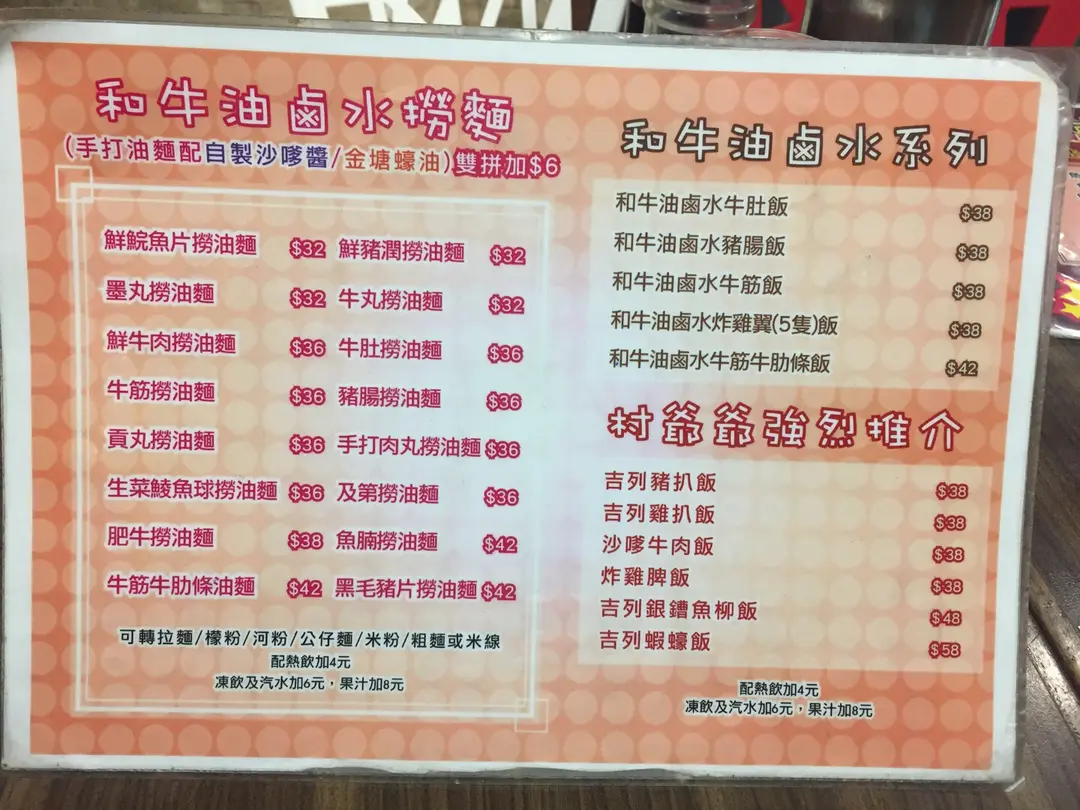 和牛油鹵水撈麵
(手打油麵配自製沙嗲醬/金塘蠔油)雙拼加$6
鮮鯇魚片撈油麵 $32 鮮豬潤撈油麵 $32
墨丸撈油麵 $32 牛丸撈油麵 $32
鮮牛肉撈油麵 $36 牛肚撈油麵 $36
牛筋撈油麵 $36 豬腸撈油麵 $36
貢丸撈油麵 $36 手打肉丸撈油麵 $36
生菜鯪魚球撈油麵 $36 及第撈油麵 $36
肥牛撈油麵 $38 魚腩撈油麵 $42
牛筋牛肋條油麵 $42 黑毛豬片撈油麵 $42
可轉拉麵/檬粉/河粉/公仔麵/米粉/粗麵或米線
配熱飲加4元
凍飲及汽水加6元，果汁加8元
和牛油鹵水系列
和牛油鹵水牛肚飯 $38
和牛油鹵水豬腸飯 $38
和牛油鹵水牛筋飯 $38
和牛油鹵水炸雞翼(5隻)飯 $38
和牛油鹵水牛筋牛肋條飯 $42
村爺爺強烈推介
吉列豬扒飯 $38
吉列雞扒飯 $38
沙嗲牛肉飯 $38
炸雞脾飯 $38
吉列銀鱈魚柳飯 $48
吉列蝦蠔飯 $58
配熱飲加4元
凍飲及汽水加6元，果汁加8元